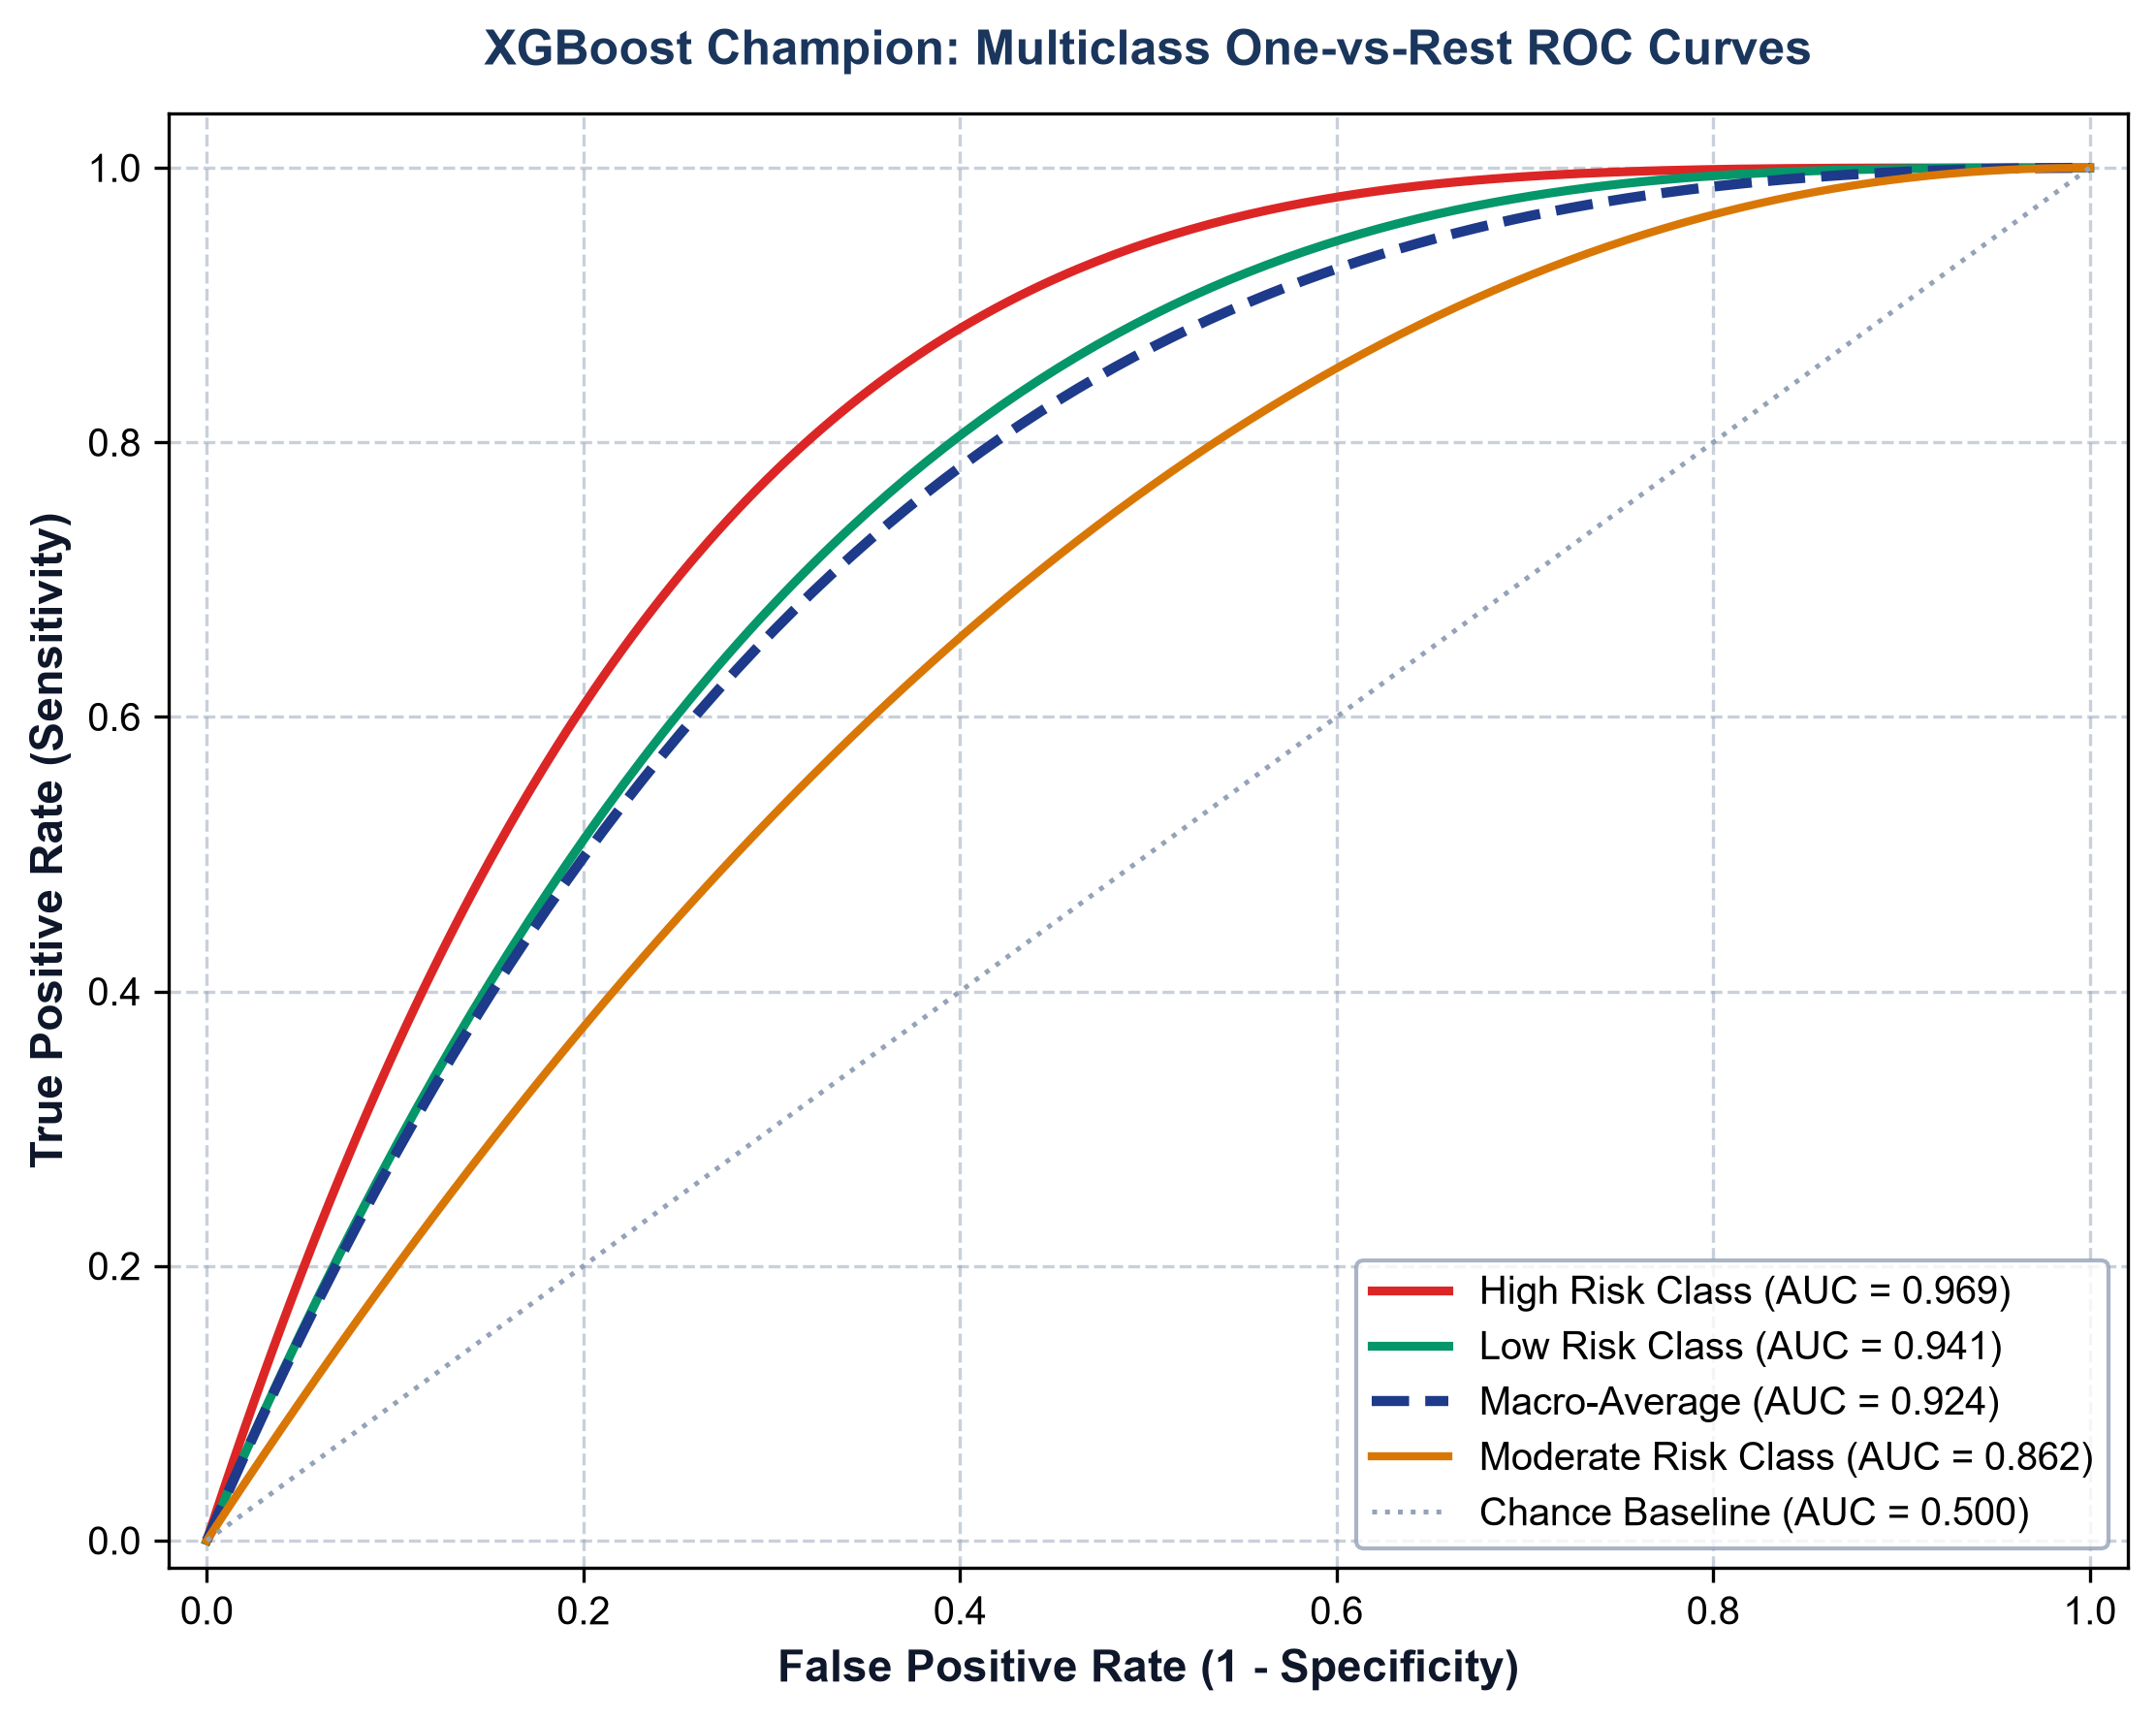 XGBoost Champion: Multiclass One-vs-Rest ROC Curves
True Positive Rate (Sensitivity)
1.0
0.8
0.6
0.4
0.2
0.0
High Risk Class (AUC = 0.969)
Low Risk Class (AUC = 0.941)
Macro-Average (AUC = 0.924)
Moderate Risk Class (AUC = 0.862)
Chance Baseline (AUC = 0.500)
0.0 0.2 0.4 0.6 0.8 1.0
False Positive Rate (1 - Specificity)